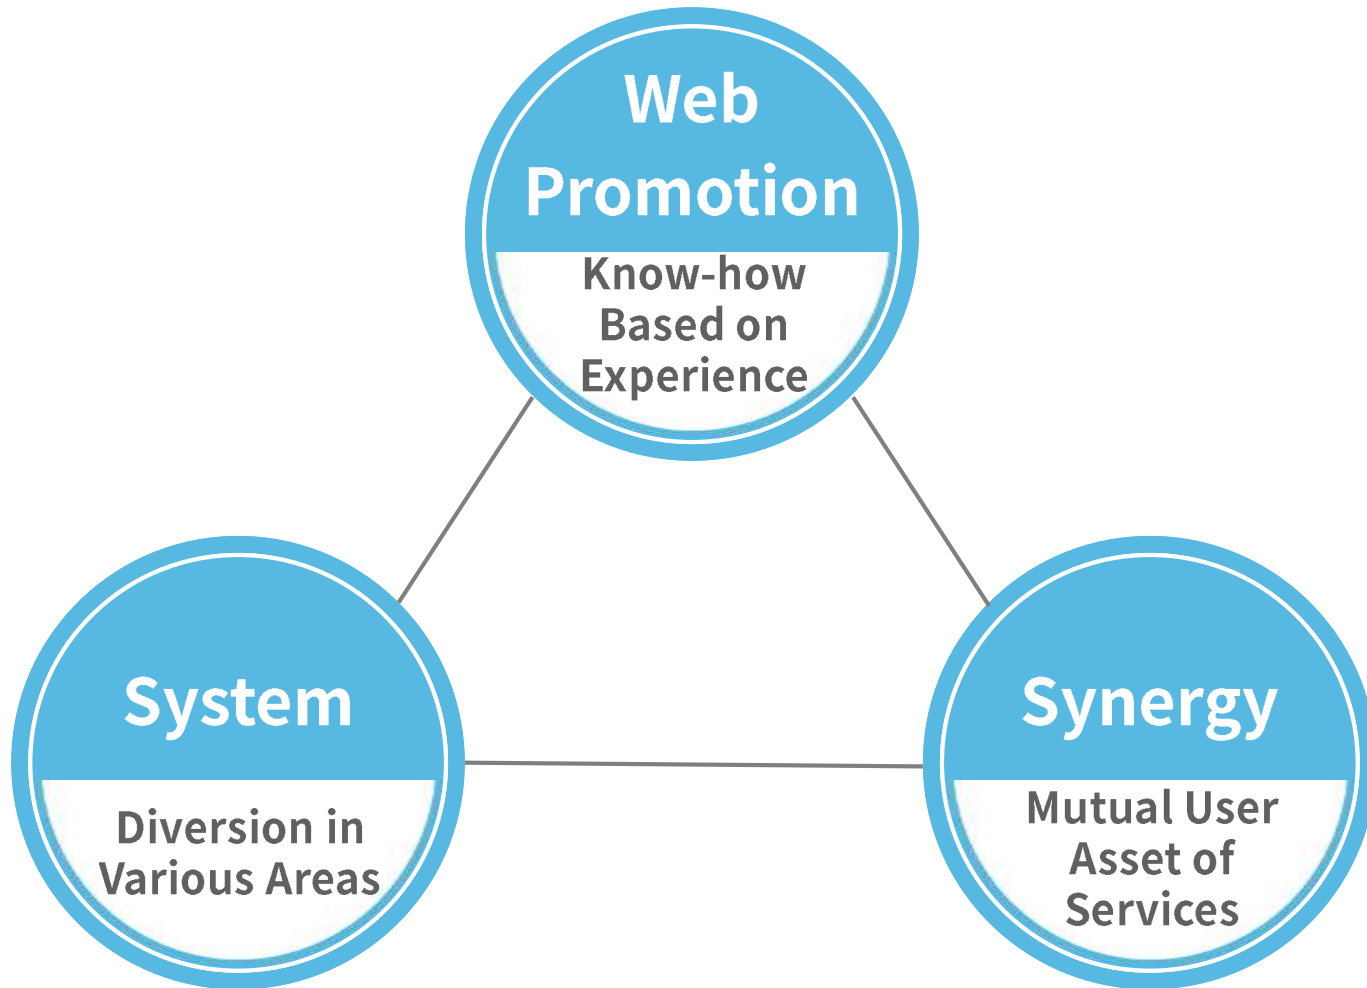 Web
Promotion
Know-how
Based on
Experience
System
Diversion in
Various Areas
Synergy
Mutual User
Asset of
Services